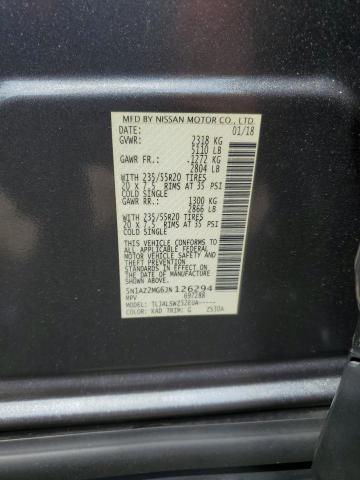 MFD BY NISSAN MOTOR CO., LTD.
DATE: 01/18
GVWR: 2318 KG
5110 LB
GAWR FR. 1272 KG
2804 LB
WITH 235/55R20 TIRES
20 X 7.5 RIMS AT 35 PSI
COLD SINGLE
GAWR RR. 1300 KG
2866 LB
WITH 235/55R20 TIRES
20 X 7.5 RIMS AT 35 PSI
COLD SINGLE
THIS VEHICLE CONFORMS TO ALL
APPLICABLE FEDERAL
MOTOR VEHICLE SAFETY AND
THEFT PREVENTION
STANDARDS IN EFFECT ON THE
DATE OF MANUFACTURE
SHOWN ABOVE.
5N1AZ2MG6JN126294
MPV 697288
MODEL:
COLOR: KAD TRIM: G